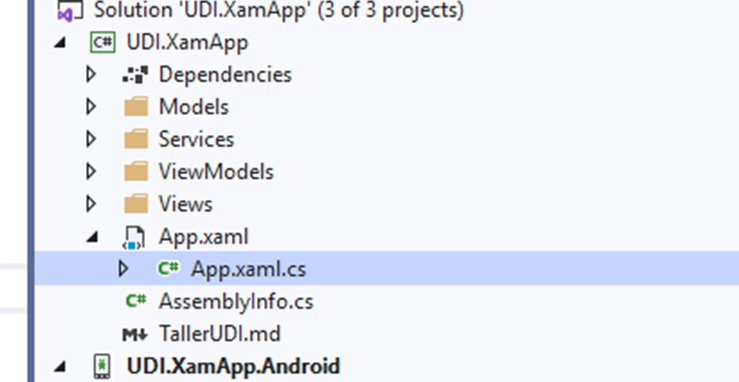 Solution 'UDI.XamApp' (3 of 3 projects)
C# UDI.XamApp
Dependencies
Models
Services
ViewModels
Views
App.xaml
C# App.xaml.cs
C# AssemblyInfo.cs
M↓ TallerUDI.md
UDI.XamApp.Android